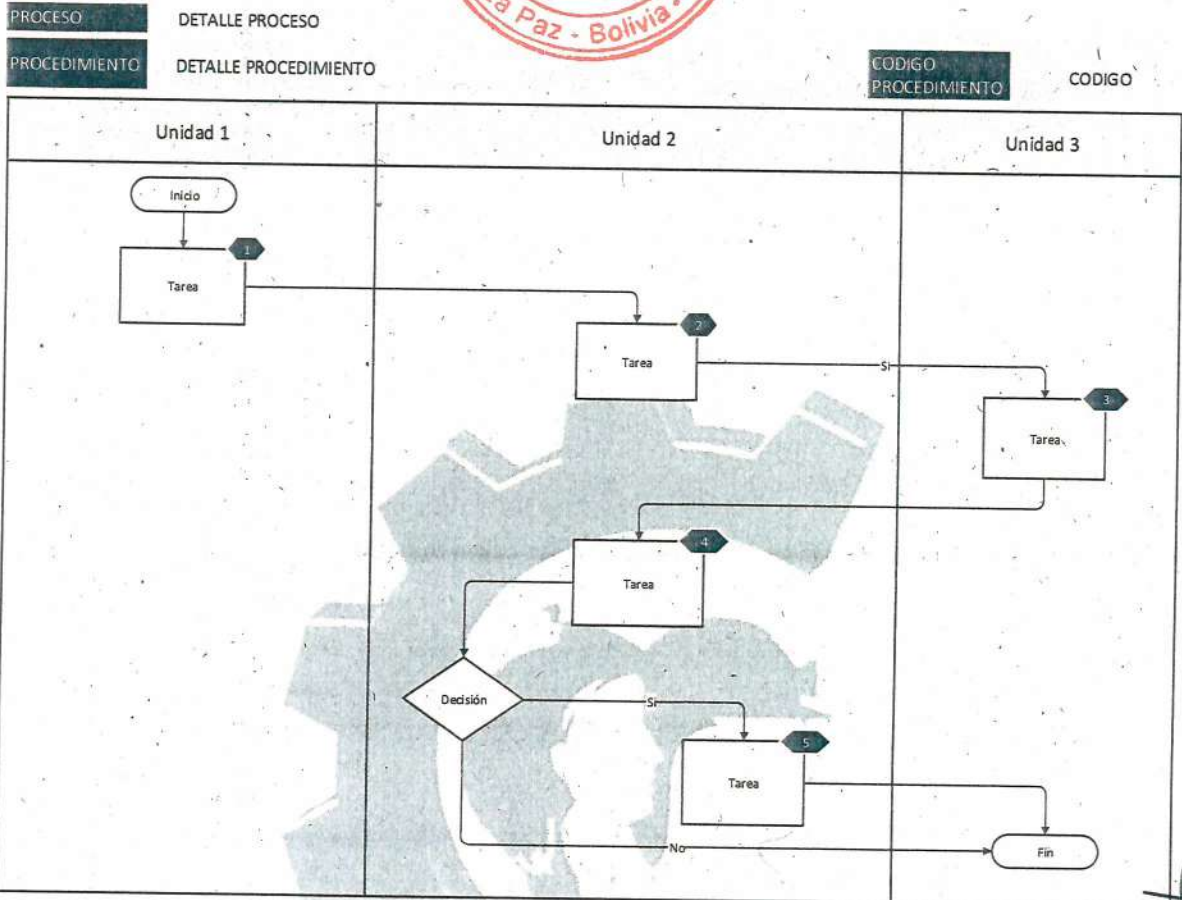 PROCESO DETALLE PROCESO
a Paz - Bolivia
PROCEDIMIENTO DETALLE PROCEDIMIENTO
CODIGO
PROCEDIMIENTO
CODIGO
Unidad 1
Unidad 2
Unidad 3
Inicio
1
Tarea
2
Tarea
Si
3
Tarea
4
Tarea
Decisión
Si
5
Tarea
No
Fin